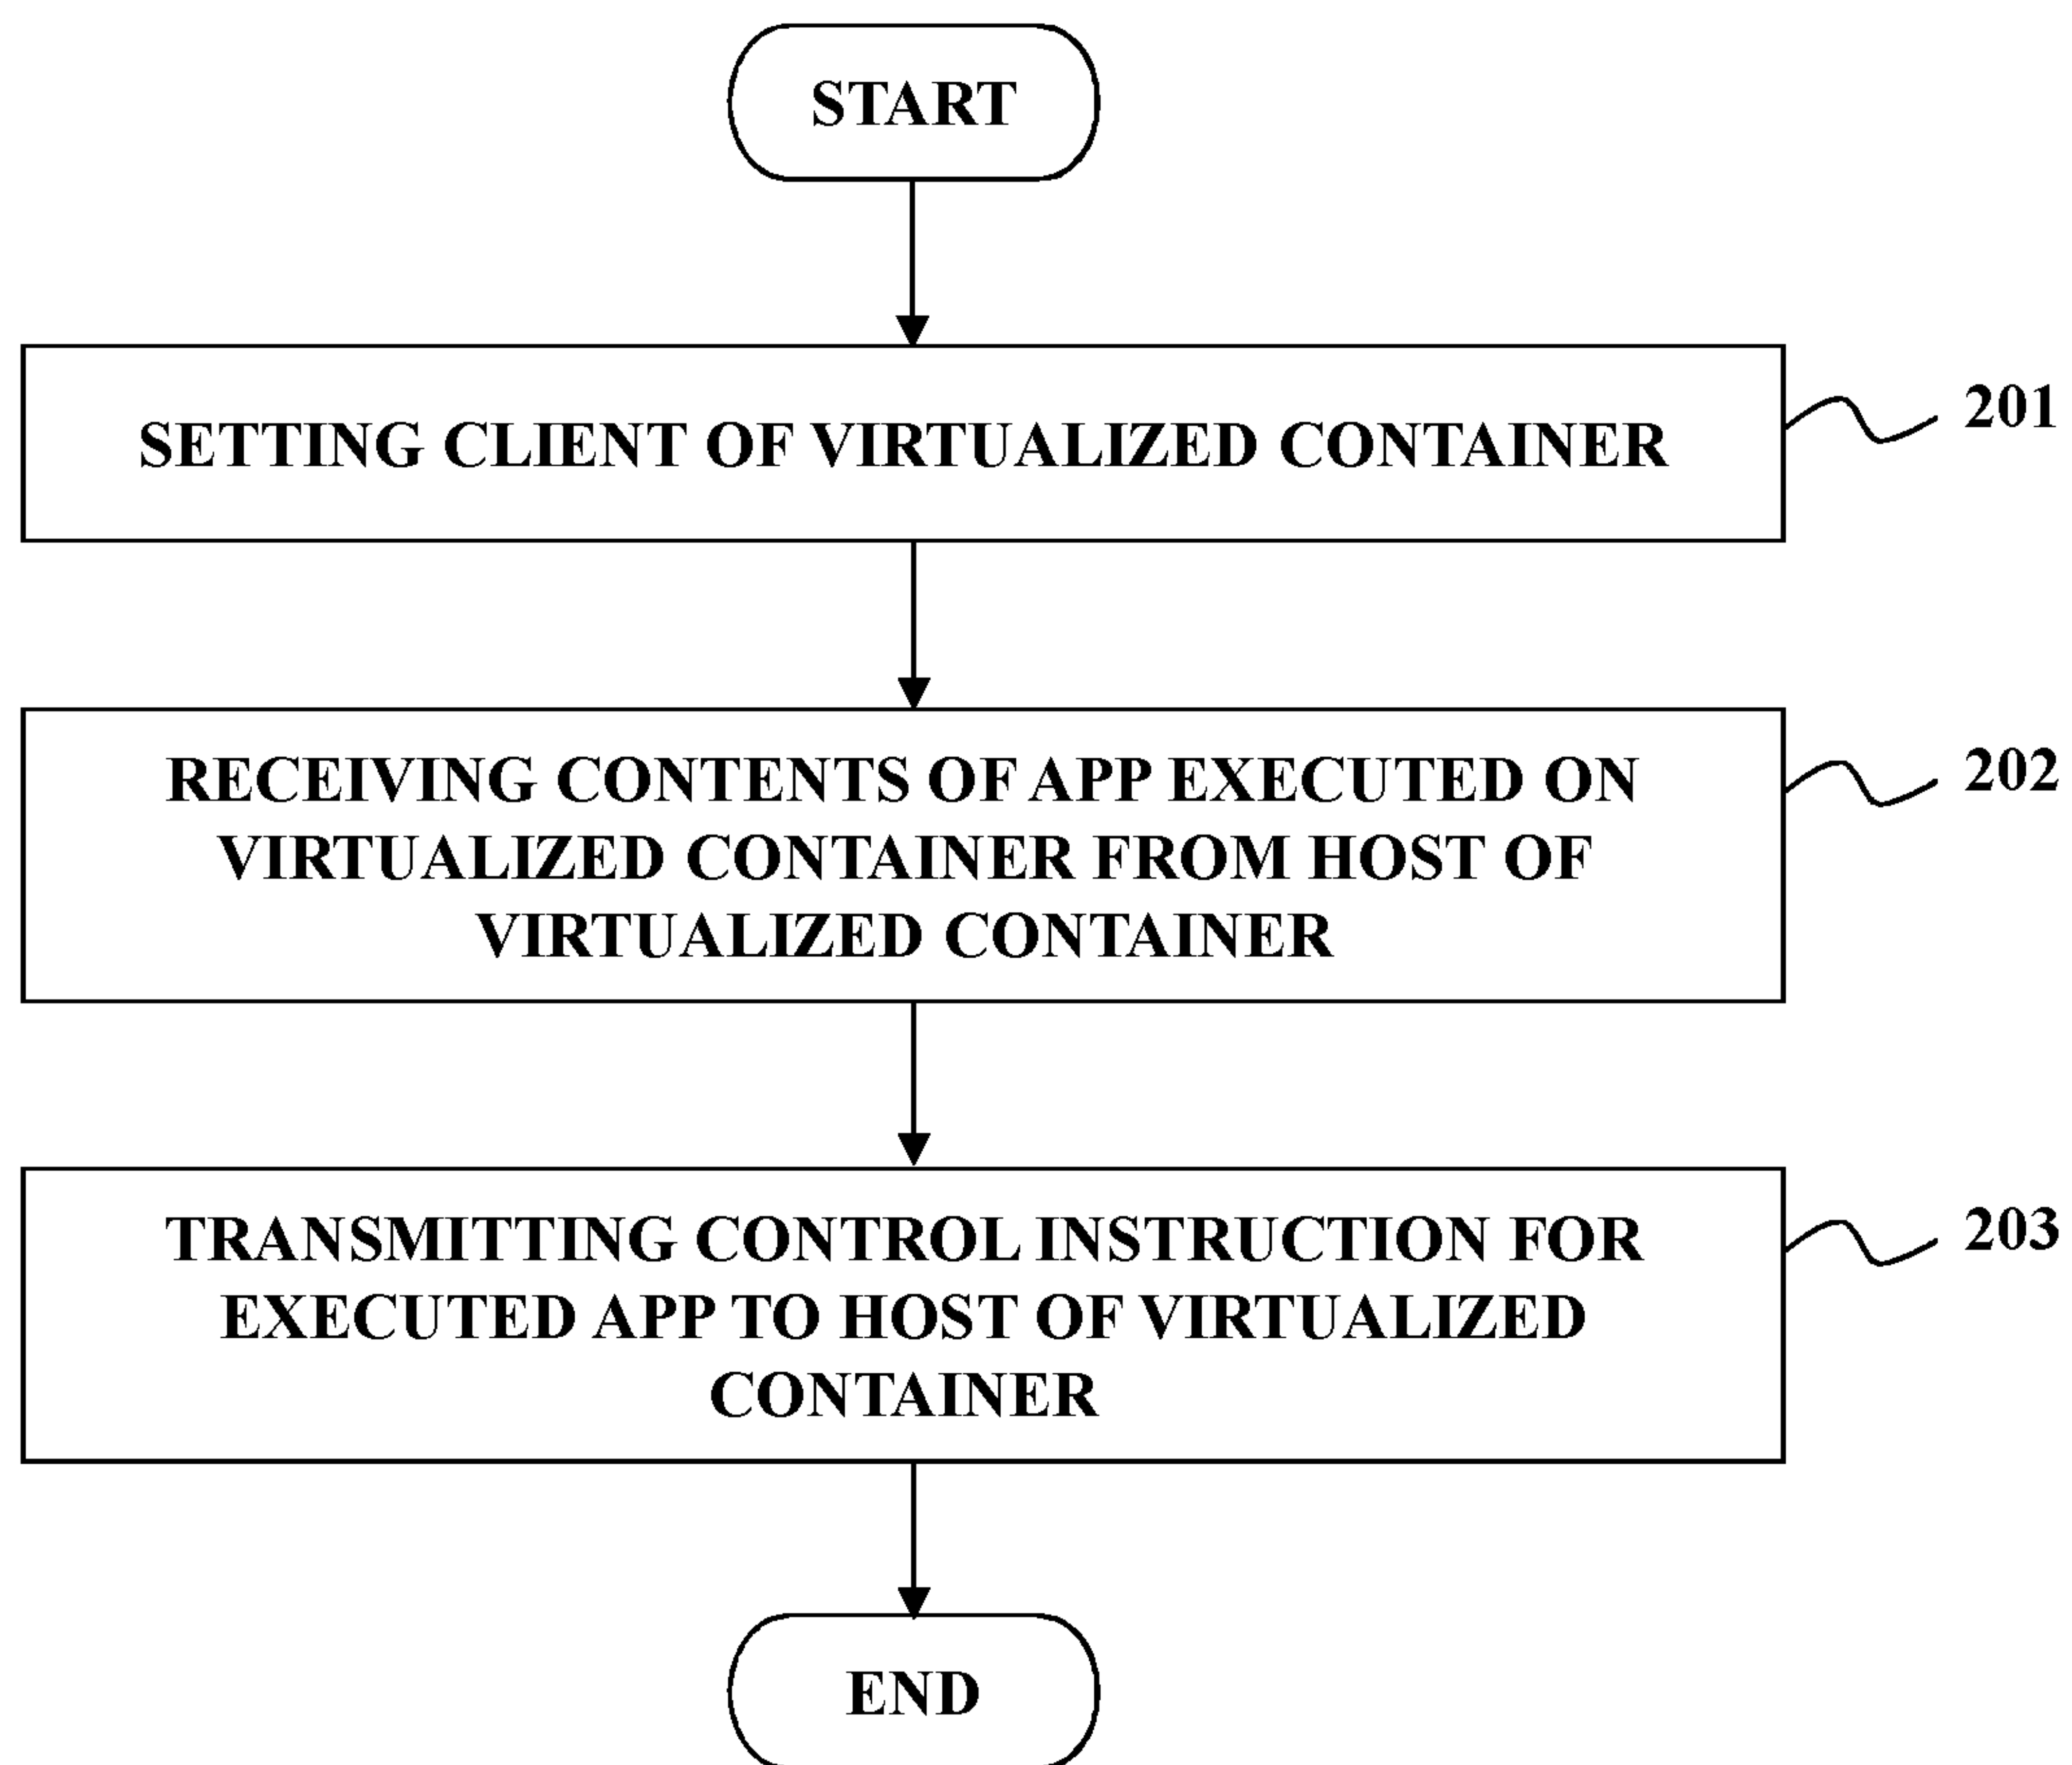 START
SETTING CLIENT OF VIRTUALIZED CONTAINER
201
RECEIVING CONTENTS OF APP EXECUTED ON
VIRTUALIZED CONTAINER FROM HOST OF
VIRTUALIZED CONTAINER
202
TRANSMITTING CONTROL INSTRUCTION FOR
EXECUTED APP TO HOST OF VIRTUALIZED
CONTAINER
203
END